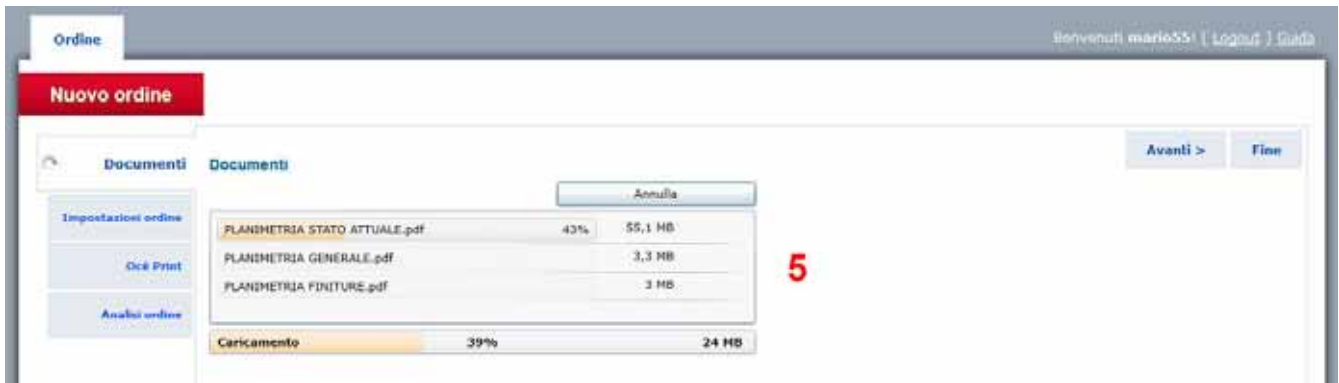 Ordine
Benvenuti mario55! [ Logout ] Guida
Nuovo ordine
Avanti > Fine
Documenti
Documenti
Annulla
Impostazioni ordine
PLANIMETRIA STATO ATTUALE.pdf 43% 55,1 MB
PLANIMETRIA GENERALE.pdf 3,3 MB
5
Océ Print
PLANIMETRIA FINITURE.pdf 3 MB
Analisi ordine
Caricamento 39% 24 MB